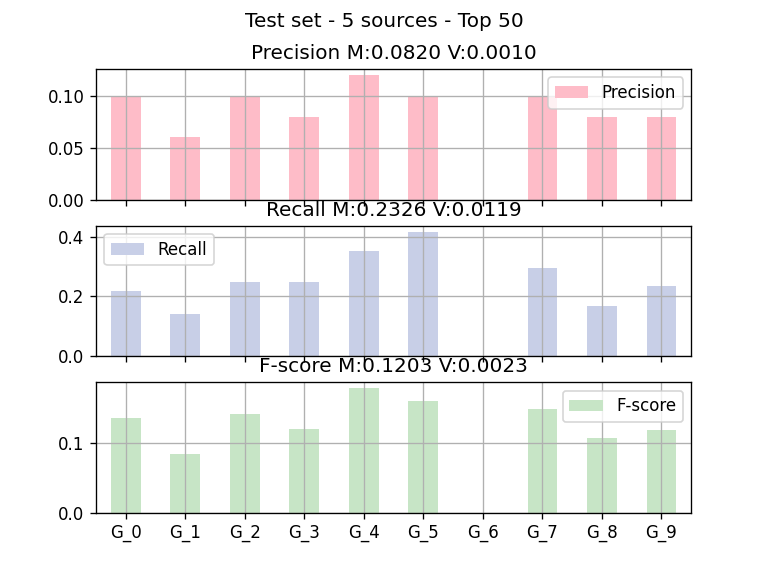 Test set - 5 sources - Top 50
Precision M:0.0820 V:0.0010
0.10
0.05
0.00
Precision
Recall M:0.2326 V:0.0119
0.4
0.2
0.0
Recall
F-score M:0.1203 V:0.0023
0.1
0.0
F-score
G_0 G_1 G_2 G_3 G_4 G_5 G_6 G_7 G_8 G_9